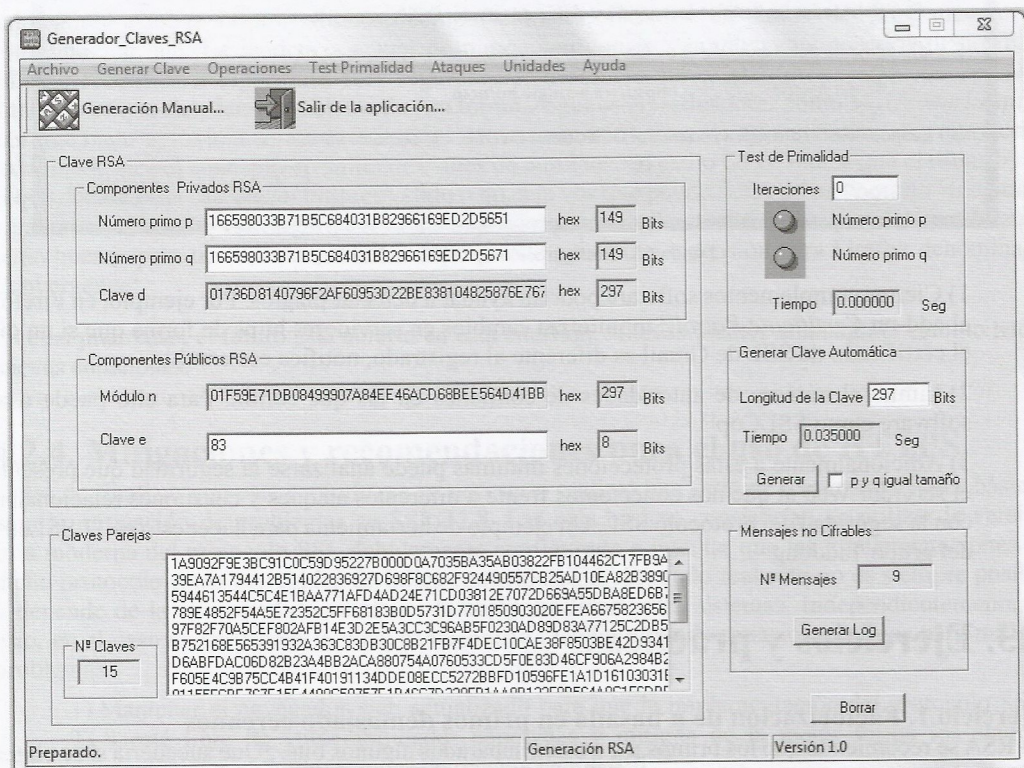 Generador_Claves_RSA
Archivo Generar Clave Operaciones Test Primalidad Ataques Unidades Ayuda
Generación Manual... Salir de la aplicación...
Clave RSA
Componentes Privados RSA
Número primo p 166598033B71B5C684031B82966169ED2D5651 hex 149 Bits
Número primo q 166598033B71B5C684031B82966169ED2D5671 hex 149 Bits
Clave d 01736D8140796F2AF60953D22BE838104825876E767 hex 297 Bits
Componentes Públicos RSA
Módulo n 01F59E71DB08499907A84EE46ACD68BEE564D41BB hex 297 Bits
Clave e 83 hex 8 Bits
Claves Parejas
Nº Claves
15
1A9092F9E3BC91C0C59D95227B000D0A7035BA35AB03822FB104462C17FB9A
39EA7A1794412B514022836927D698F8C682F924490557CB25AD10EA82B389C
5944613544C5C4E1BAA771AFD4AD24E71CD03812E7072D669A55DBA8ED6B7
789E4852F54A5E72352C5FF68183B0D5731D7701850903020EFEA6675823656
97F82F70A5CEF802AFB14E3D2E5A3CC3C96AB5F0230AD89D83A77125C2DB5
B752168E565391932A363C83DB30C8B21FB7F4DEC10CAE38F8503BE42D9341
D6ABFDAC06D82B23A4BB2ACA880754A0760533CD5F0E83D46CF906A2984B2
F605E4C9B75CC4B41F40191134DDE08ECC5272BBFD10596FE1A1D16103031E
Test de Primalidad
Iteraciones 0
Número primo p
Número primo q
Tiempo 0.000000 Seg
Generar Clave Automática
Longitud de la Clave 297 Bits
Tiempo 0.035000 Seg
Generar p y q igual tamaño
Mensajes no Cifrables
Nº Mensajes 9
Generar Log
Borrar
Preparado. Generación RSA Versión 1.0